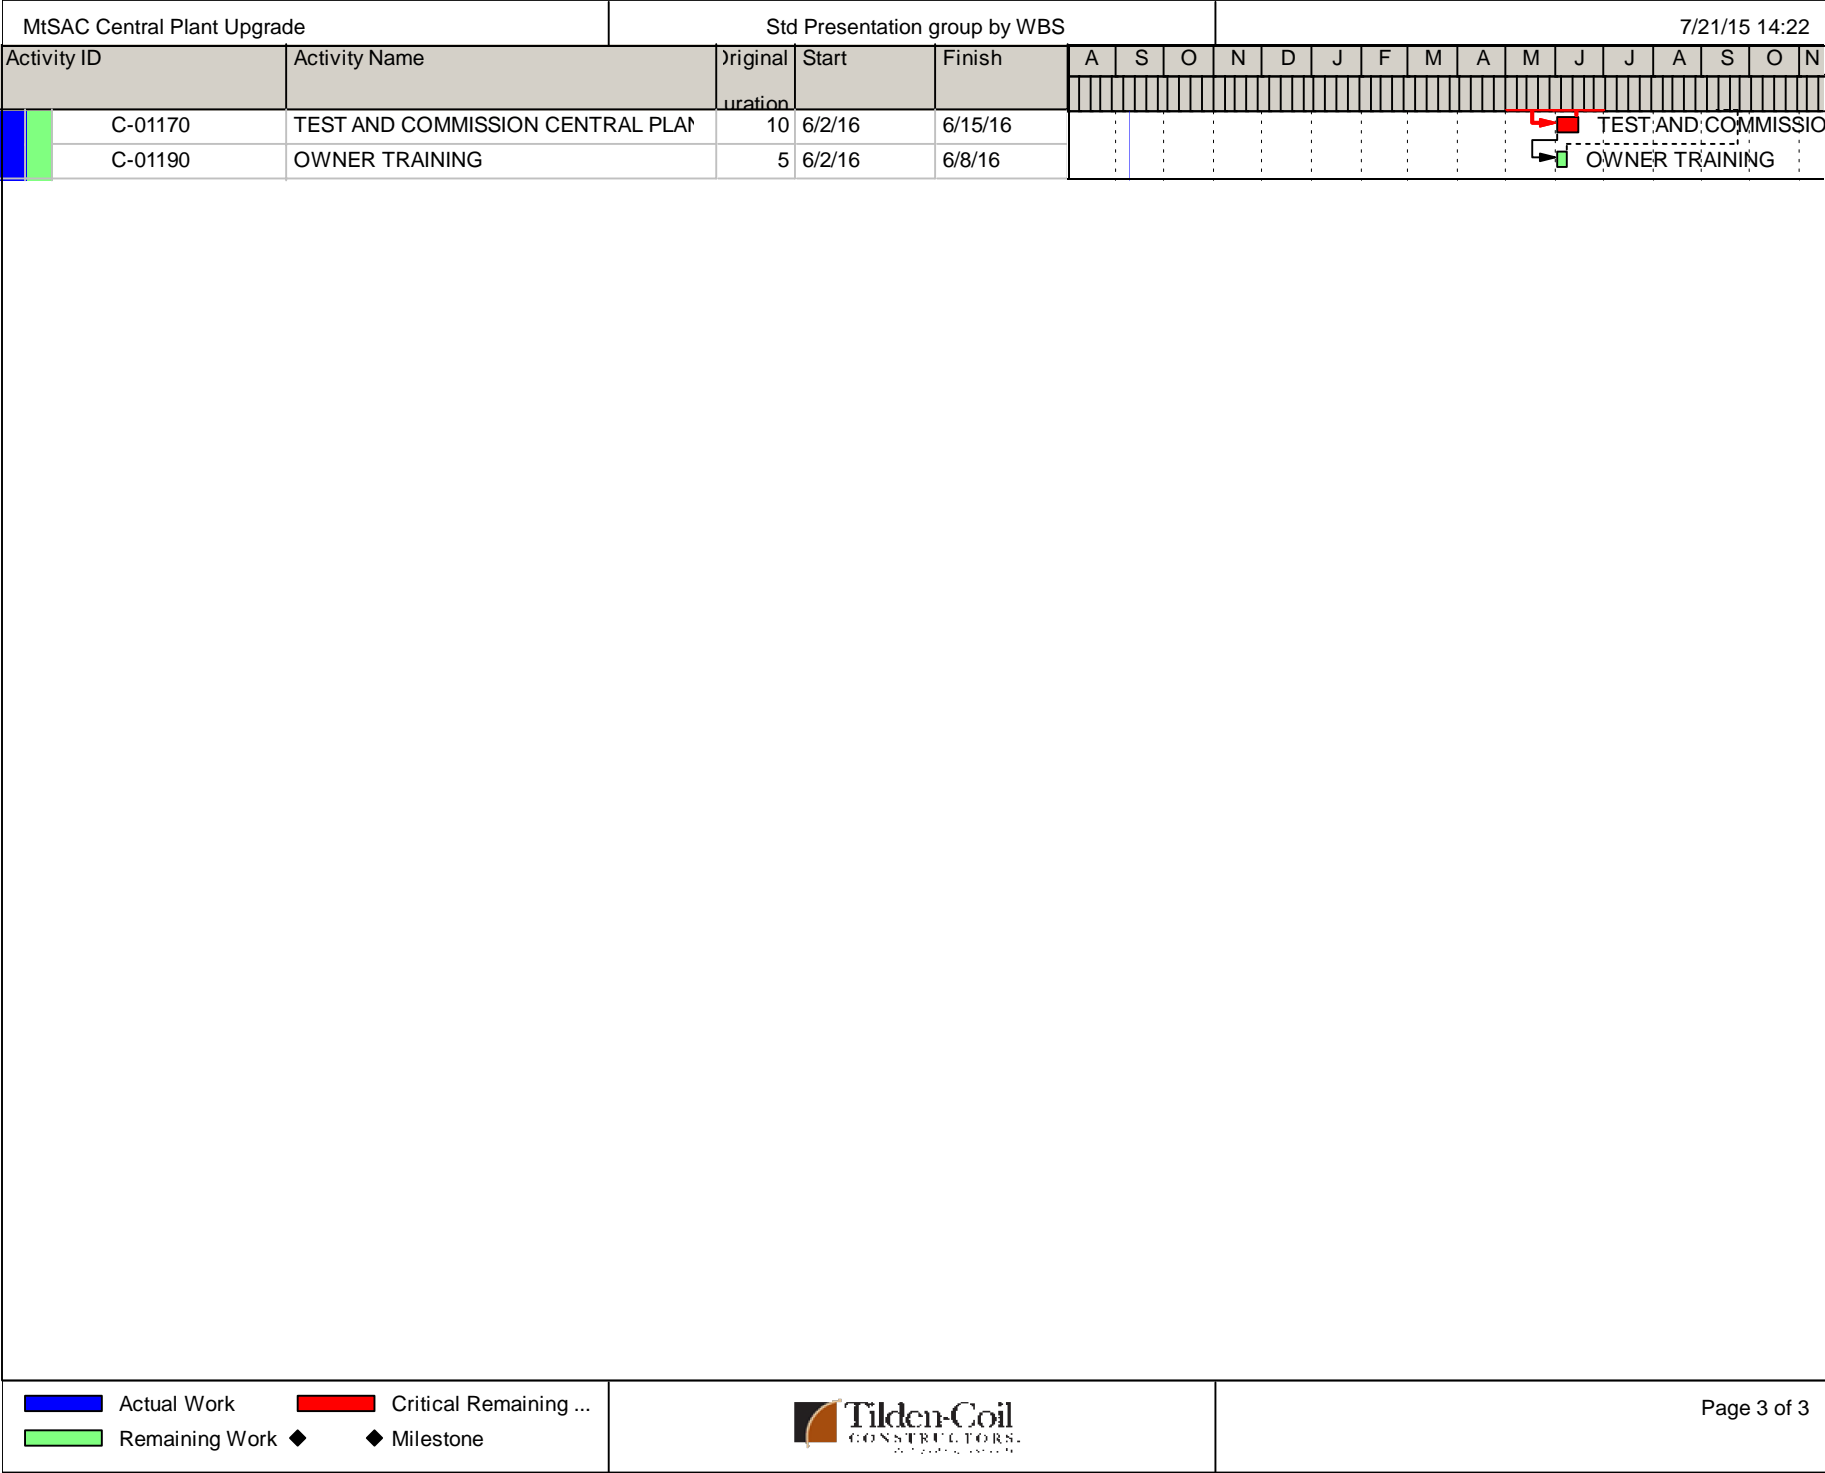 MtSAC Central Plant Upgrade Std Presentation group by WBS 7/21/15 14:22
Activity ID Activity Name Original Start Finish A S O N D J F M A M J J A S O N
uration
C-01170 TEST AND COMMISSION CENTRAL PLAN 10 6/2/16 6/15/16 TEST AND COMMISSIO
C-01190 OWNER TRAINING 5 6/2/16 6/8/16 OWNER TRAINING
Actual Work Critical Remaining ...
Remaining Work Milestone
Tilden-Coil
CONSTRUCTORS.
Page 3 of 3